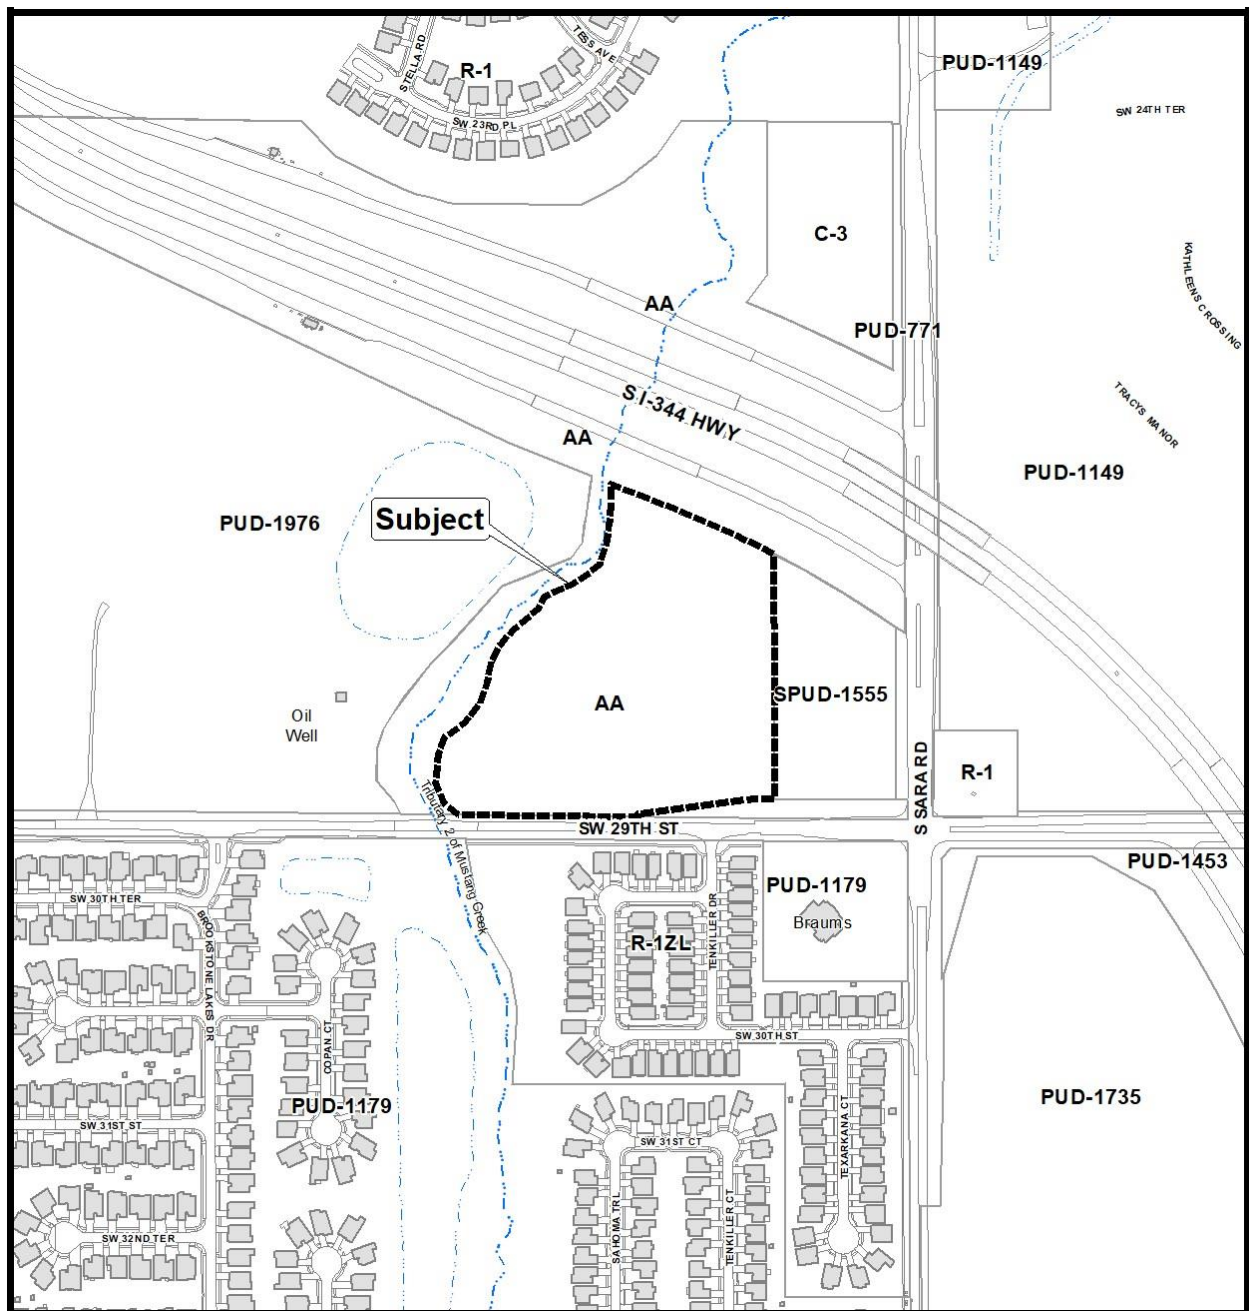 STELLA RD
TESS AVE
R-1
SW 23RD PL
PUD-1149
SW 24TH TER
C-3
KATHLEENS CROSSING
AA
PUD-771
S I-344 HWY
TRACYS MANOR
AA
PUD-1149
PUD-1976
Subject
AA
SPUD-1555
Oil
Well
S SARA RD
R-1
Tributary 2 of Mustang Creek
SW 29TH ST
PUD-1453
SW 30TH TER
BROOKSTONE LAKES DR
PUD-1179
Braums
TENKILLER DR
R-1ZL
COPAN CT
SW 30TH ST
PUD-1179
PUD-1735
SW 31ST ST
SW 31ST CT
TEXARKANA CT
SAHOMA TRL
TENKILLER CT
SW 32ND TER